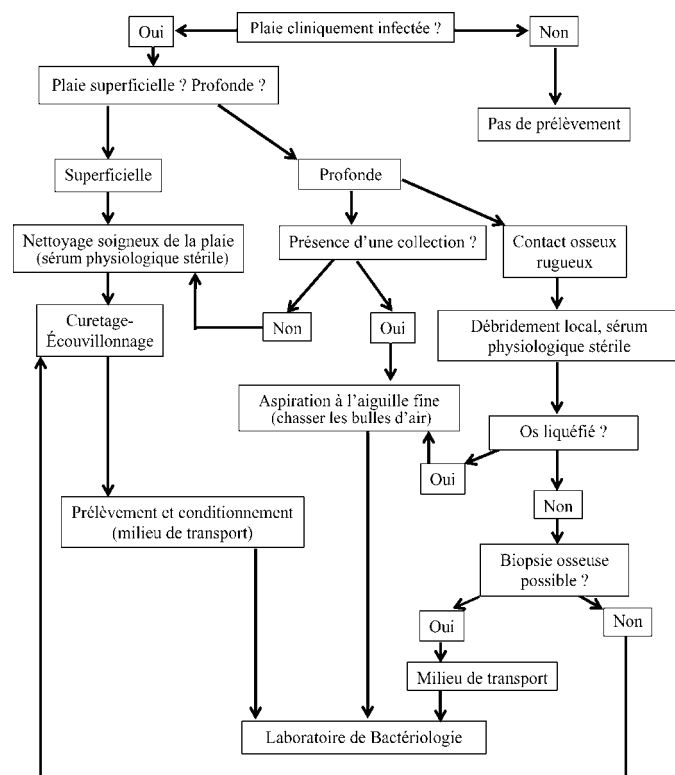 Oui
Plaie cliniquement infectée ?
Non
Plaie superficielle ? Profonde ?
Pas de prélèvement
Superficielle
Profonde
Nettoyage soigneux de la plaie
(sérum physiologique stérile)
Présence d'une collection ?
Contact osseux
rugueux
Curetage-
Écouvillonnage
Non
Oui
Débridement local, sérum
physiologique stérile
Aspiration à l'aiguille fine
(chasser les bulles d'air)
Os liquéfié ?
Oui
Non
Prélèvement et conditionnement
(milieu de transport)
Biopsie osseuse
possible ?
Oui
Non
Milieu de transport
Laboratoire de Bactériologie